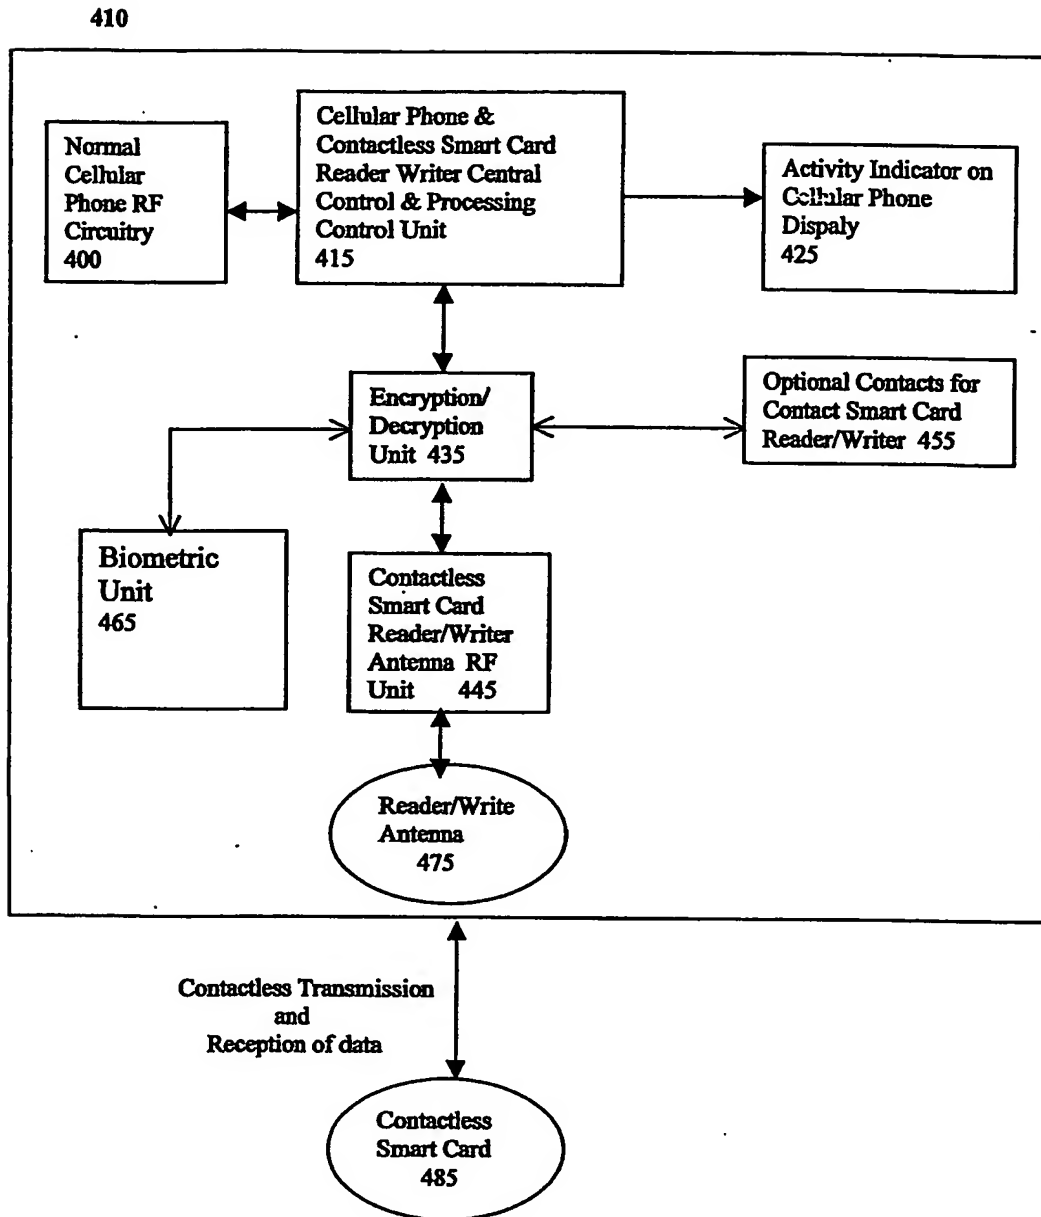 410
Normal
Cellular
Phone RF
Circuitry
400
Cellular Phone &
Contactless Smart Card
Reader Writer Central
Control & Processing
Control Unit
415
Activity Indicator on
Cellular Phone
Dispaly
425
Encryption/
Decryption
Unit 435
Optional Contacts for
Contact Smart Card
Reader/Writer 455
Biometric
Unit
465
Contactless
Smart Card
Reader/Writer
Antenna RF
Unit 445
Reader/Write
Antenna
475
Contactless Transmission
and
Reception of data
Contactless
Smart Card
485